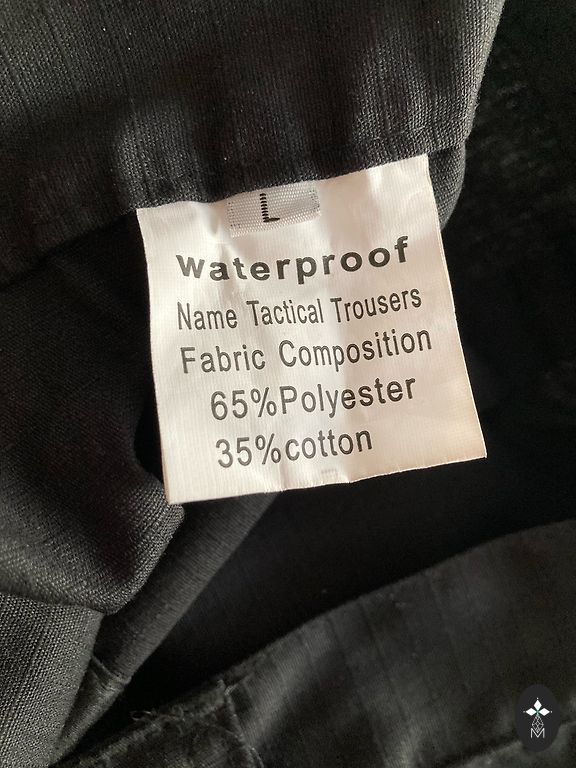 L
waterproof
Name Tactical Trousers
Fabric Composition
65%Polyester
35%cotton
M